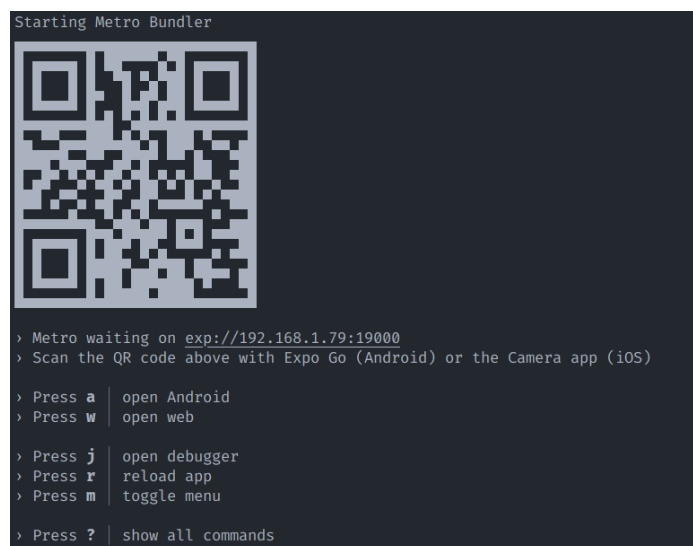 Starting Metro Bundler
› Metro waiting on exp://192.168.1.79:19000
› Scan the QR code above with Expo Go (Android) or the Camera app (iOS)
› Press a │ open Android
› Press w │ open web
› Press j │ open debugger
› Press r │ reload app
› Press m │ toggle menu
› Press ? │ show all commands